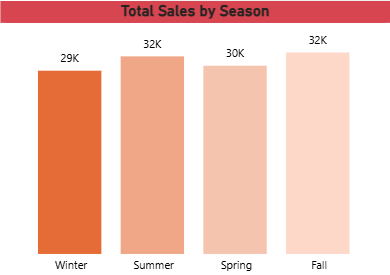 Total Sales by Season
29K
32K
30K
32K
Winter
Summer
Spring
Fall